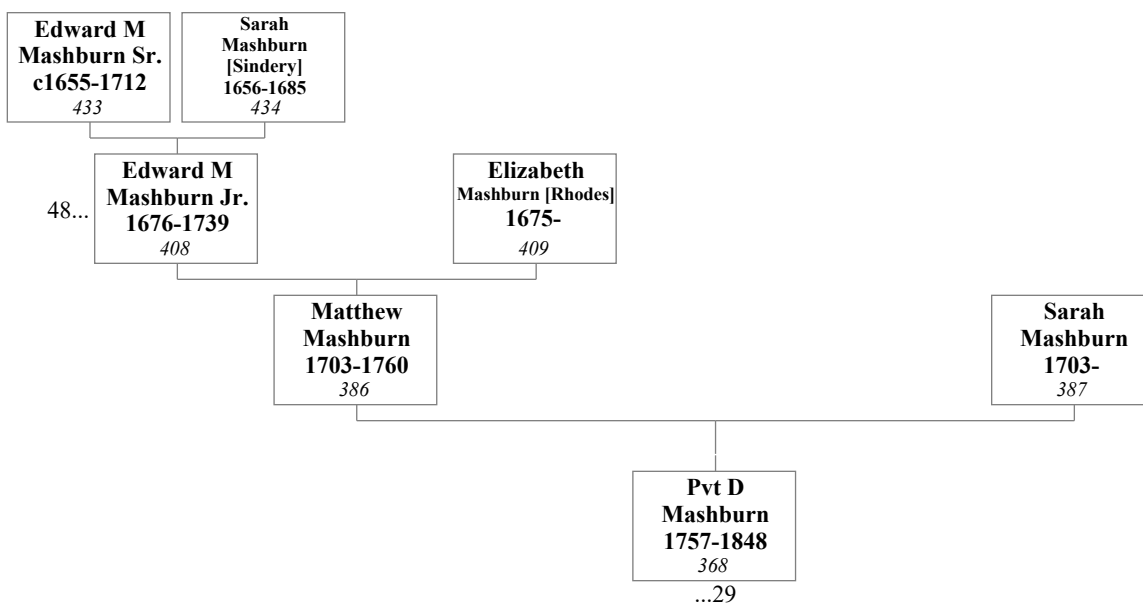 Edward M
Mashburn Sr.
c1655-1712
433
Sarah
Mashburn
[Sindery]
1656-1685
434
48...
Edward M
Mashburn Jr.
1676-1739
408
Elizabeth
Mashburn [Rhodes]
1675-
409
Matthew
Mashburn
1703-1760
386
Sarah
Mashburn
1703-
387
Pvt D
Mashburn
1757-1848
368
...29